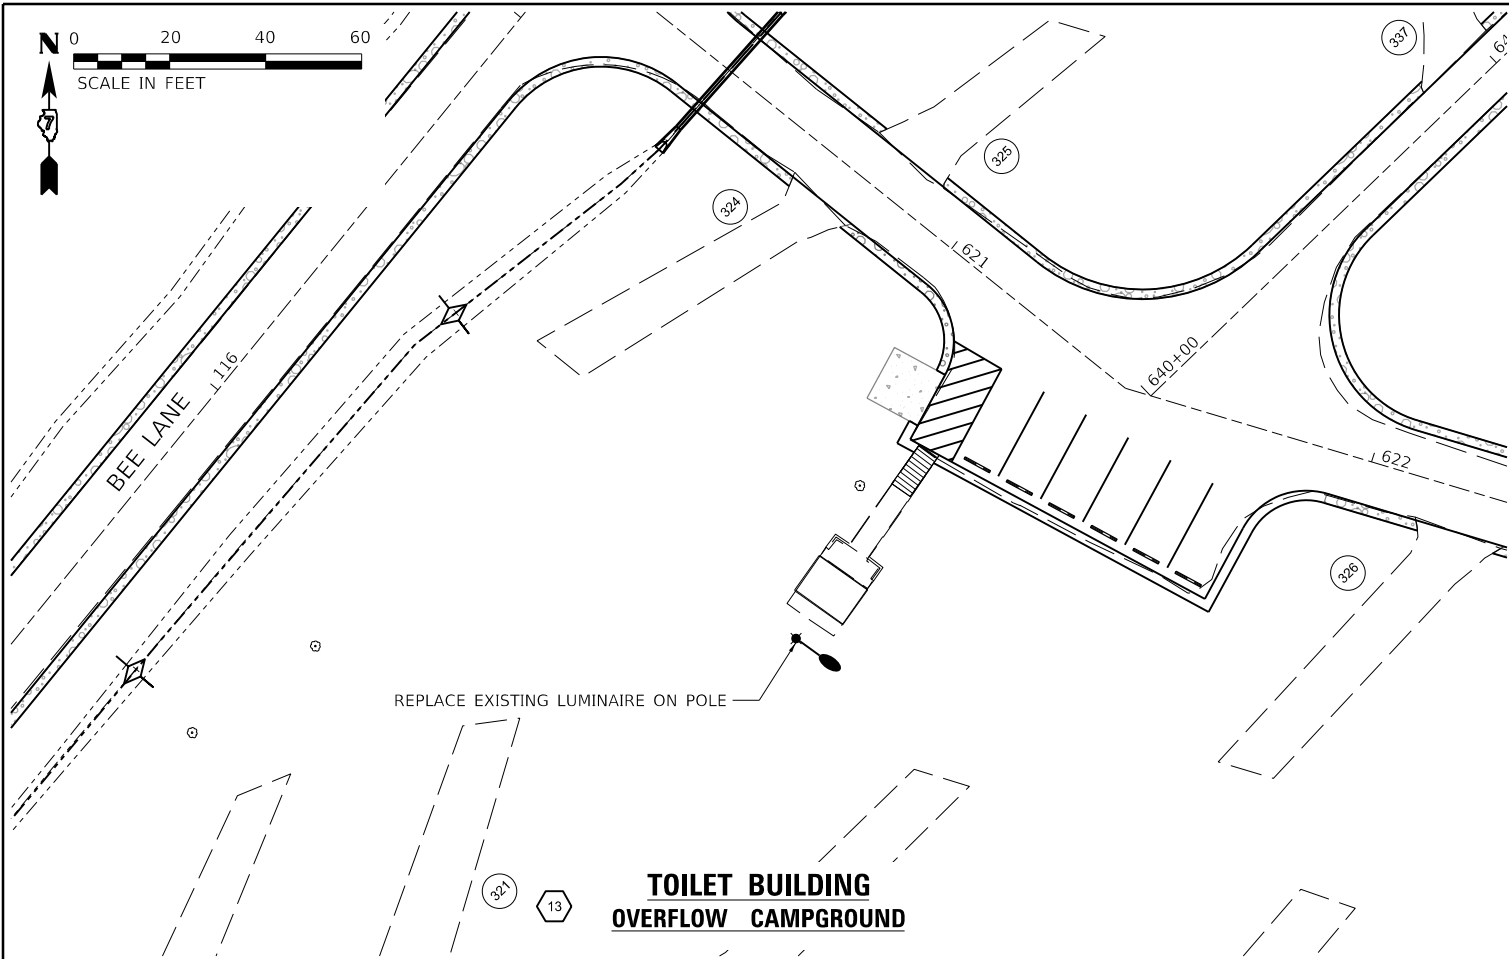 N
0 20 40 60
SCALE IN FEET
7
337
64
325
324
621
640+00
116
BEE LANE
622
326
REPLACE EXISTING LUMINAIRE ON POLE
321
13
TOILET BUILDING
OVERFLOW CAMPGROUND